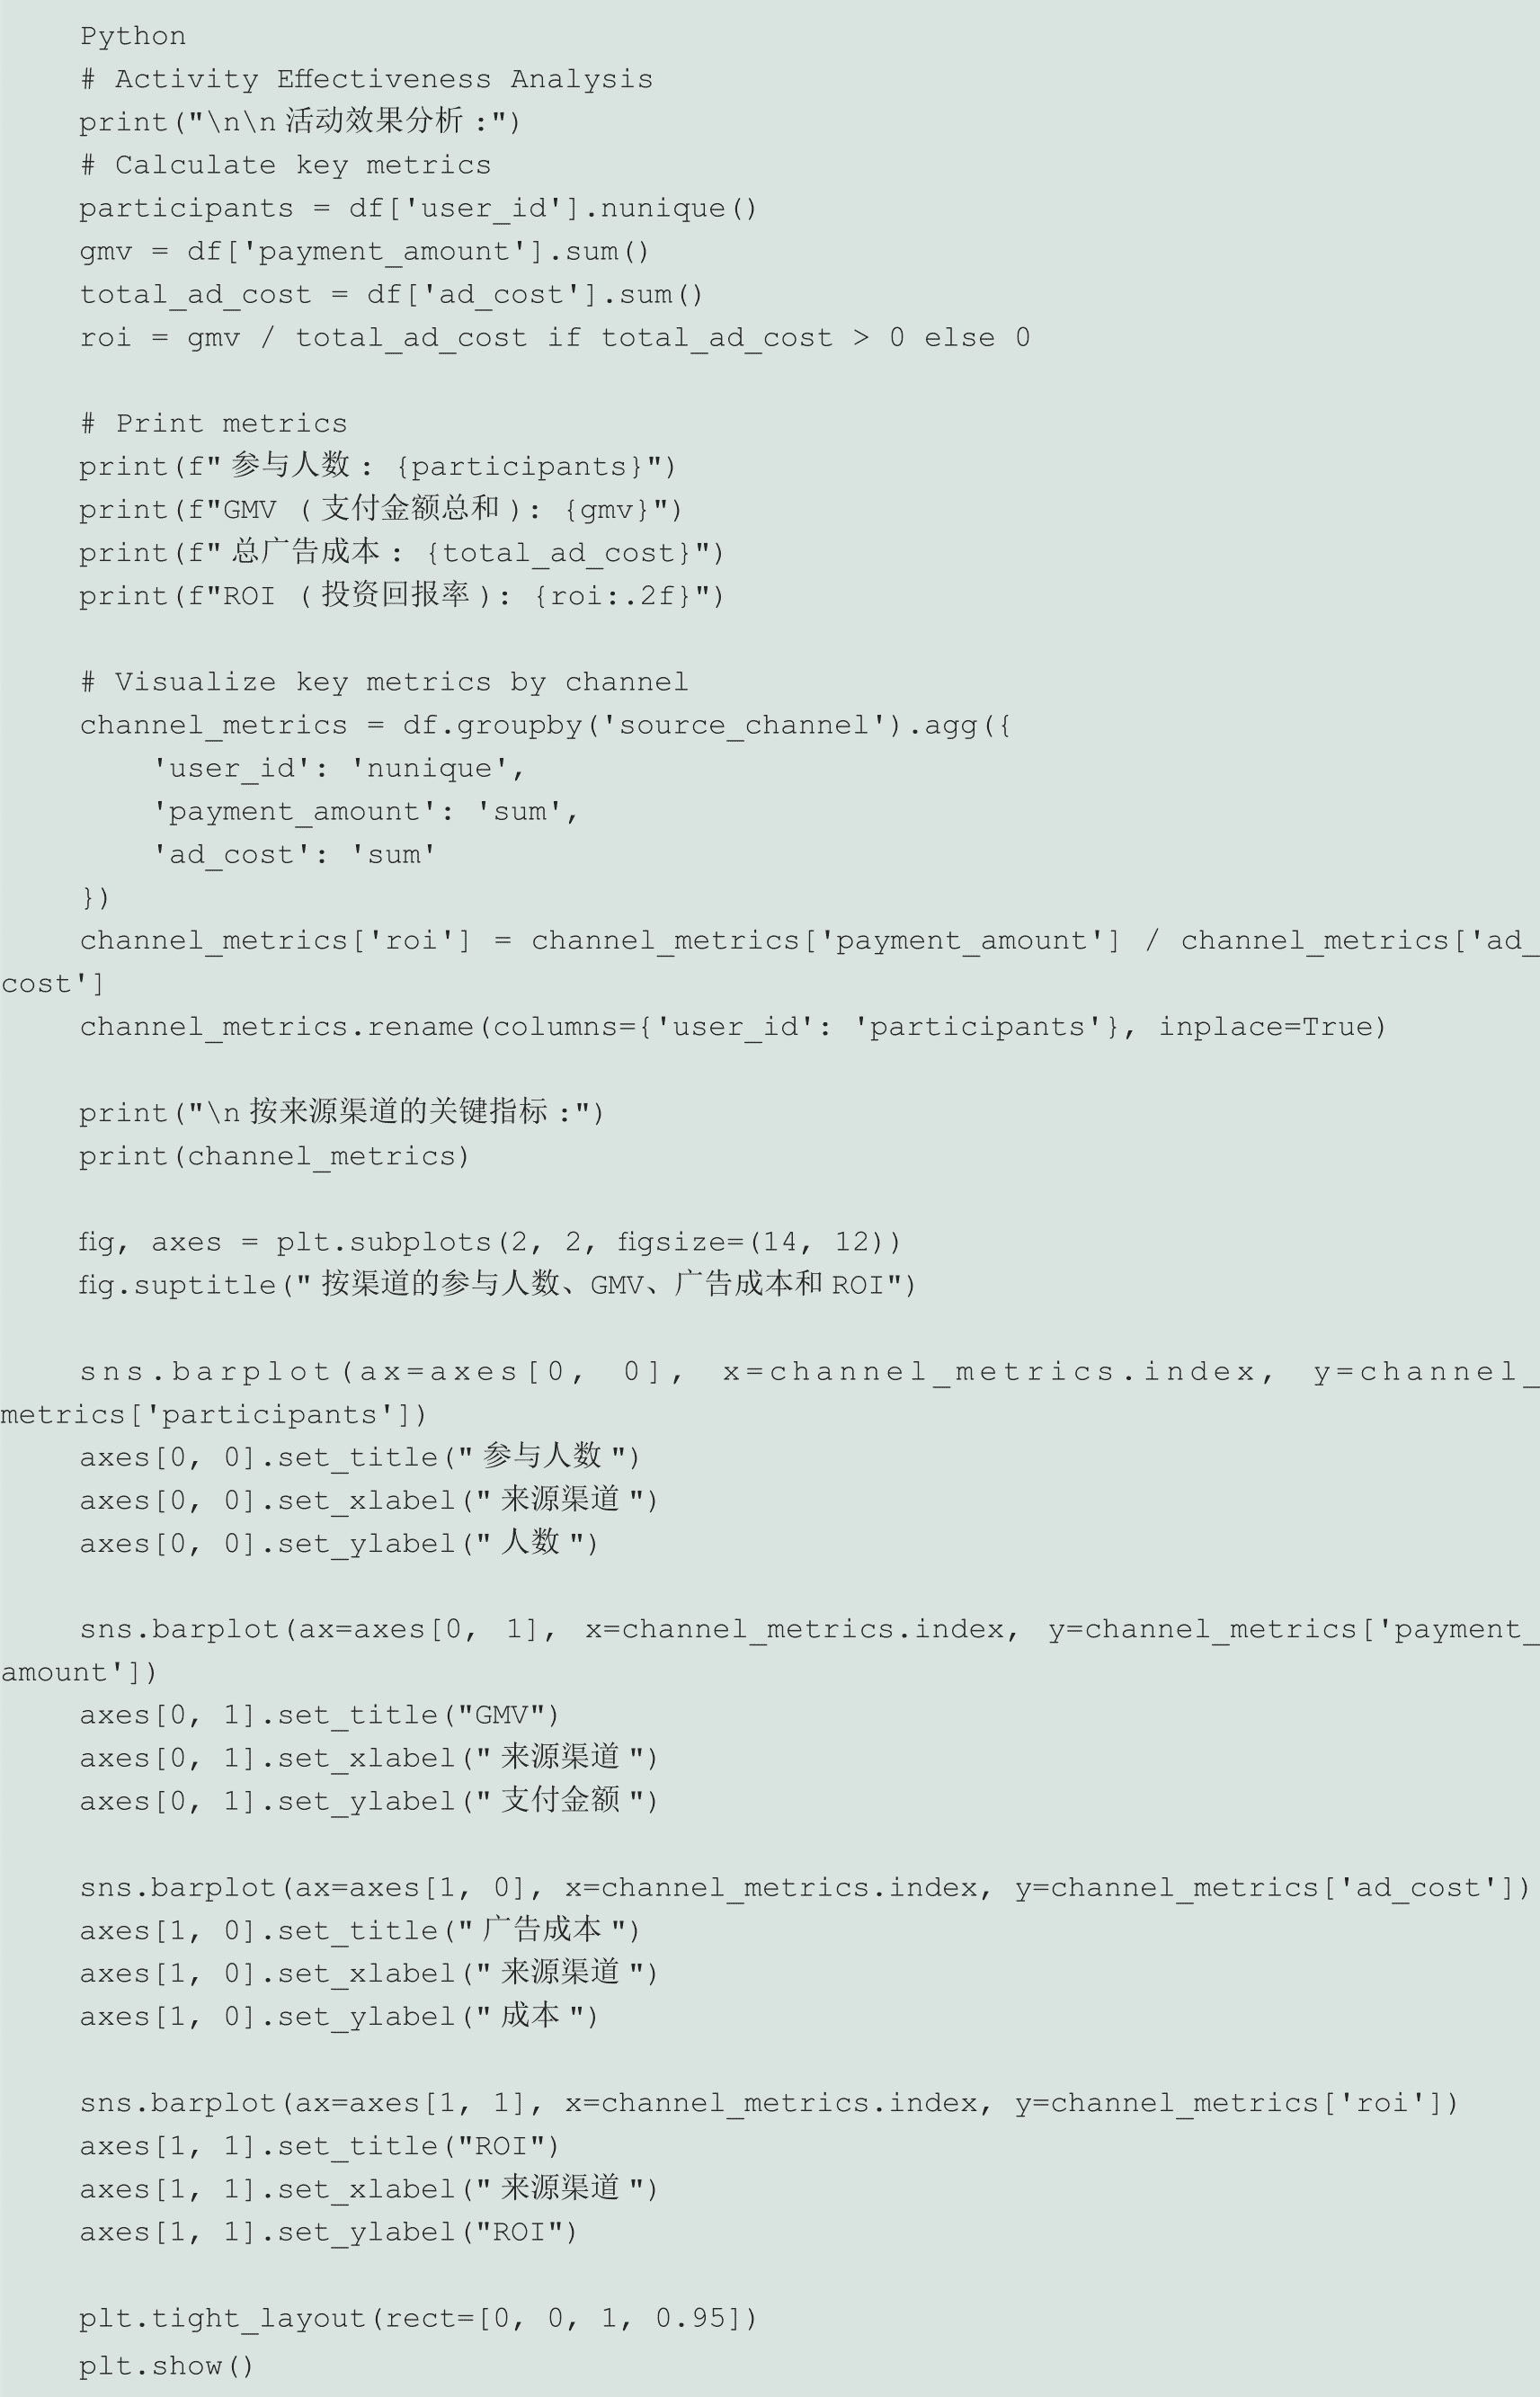 Python
# Activity Effectiveness Analysis
print("\n\n 活动效果分析 :")
# Calculate key metrics
participants = df['user_id'].nunique()
gmv = df['payment_amount'].sum()
total_ad_cost = df['ad_cost'].sum()
roi = gmv / total_ad_cost if total_ad_cost > 0 else 0

# Print metrics
print(f" 参与人数 : {participants}")
print(f"GMV ( 支付金额总和 ): {gmv}")
print(f" 总广告成本 : {total_ad_cost}")
print(f"ROI ( 投资回报率 ): {roi:.2f}")

# Visualize key metrics by channel
channel_metrics = df.groupby('source_channel').agg({
    'user_id': 'nunique',
    'payment_amount': 'sum',
    'ad_cost': 'sum'
})
channel_metrics['roi'] = channel_metrics['payment_amount'] / channel_metrics['ad_
cost']
channel_metrics.rename(columns={'user_id': 'participants'}, inplace=True)

print("\n 按来源渠道的关键指标 :")
print(channel_metrics)

fig, axes = plt.subplots(2, 2, figsize=(14, 12))
fig.suptitle(" 按渠道的参与人数、GMV、广告成本和 ROI")

sns.barplot(ax=axes[0, 0], x=channel_metrics.index, y=channel_
metrics['participants'])
axes[0, 0].set_title(" 参与人数 ")
axes[0, 0].set_xlabel(" 来源渠道 ")
axes[0, 0].set_ylabel(" 人数 ")

sns.barplot(ax=axes[0, 1], x=channel_metrics.index, y=channel_metrics['payment_
amount'])
axes[0, 1].set_title("GMV")
axes[0, 1].set_xlabel(" 来源渠道 ")
axes[0, 1].set_ylabel(" 支付金额 ")

sns.barplot(ax=axes[1, 0], x=channel_metrics.index, y=channel_metrics['ad_cost'])
axes[1, 0].set_title(" 广告成本 ")
axes[1, 0].set_xlabel(" 来源渠道 ")
axes[1, 0].set_ylabel(" 成本 ")

sns.barplot(ax=axes[1, 1], x=channel_metrics.index, y=channel_metrics['roi'])
axes[1, 1].set_title("ROI")
axes[1, 1].set_xlabel(" 来源渠道 ")
axes[1, 1].set_ylabel("ROI")

plt.tight_layout(rect=[0, 0, 1, 0.95])
plt.show()